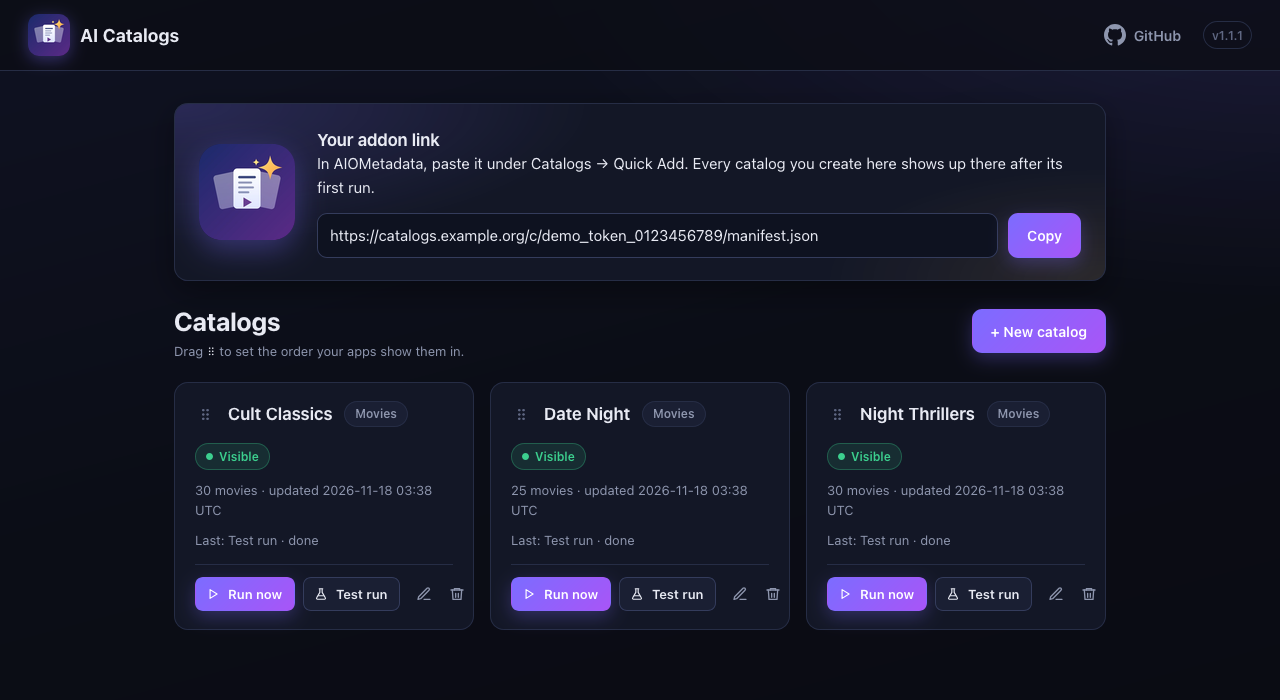 AI Catalogs
GitHub
v1.1.1
Your addon link
In AIOMetadata, paste it under Catalogs → Quick Add. Every catalog you create here shows up there after its
first run.
https://catalogs.example.org/c/demo_token_0123456789/manifest.json
Copy
Catalogs
Drag ⠿ to set the order your apps show them in.
+ New catalog
Cult Classics
Movies
Visible
30 movies · updated 2026-11-18 03:38
UTC
Last: Test run · done
Run now
Test run
Date Night
Movies
Visible
25 movies · updated 2026-11-18 03:38
UTC
Last: Test run · done
Run now
Test run
Night Thrillers
Movies
Visible
30 movies · updated 2026-11-18 03:38
UTC
Last: Test run · done
Run now
Test run